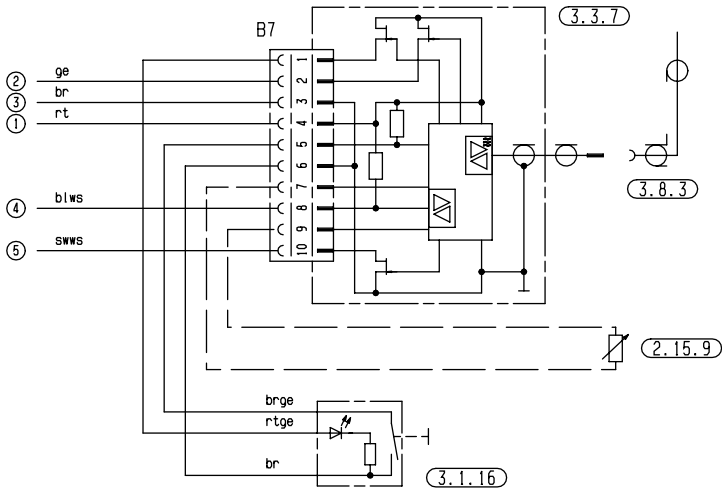 3.3.7
B7
1
② ge 2
③ br 3
① rt 4
5
6
7
④ blws 8
9
⑤ swws 10
3.8.3
2.15.9
brge
rtge
br
3.1.16